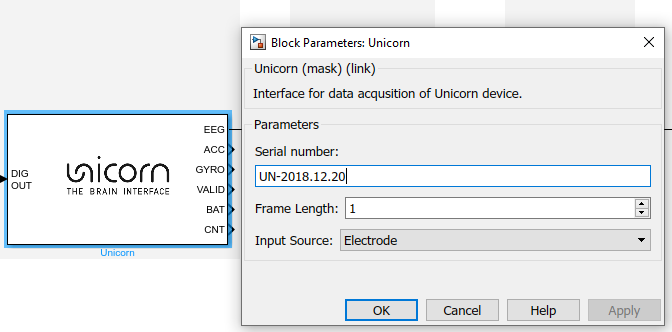 Block Parameters: Unicorn
Unicorn (mask) (link)
Interface for data acqusition of Unicorn device.
Parameters
Serial number:
UN-2018.12.20
Frame Length: 1
Input Source: Electrode
OK Cancel Help Apply
DIG
OUT
unicorn
THE BRAIN INTERFACE
EEG
ACC
GYRO
VALID
BAT
CNT
Unicorn